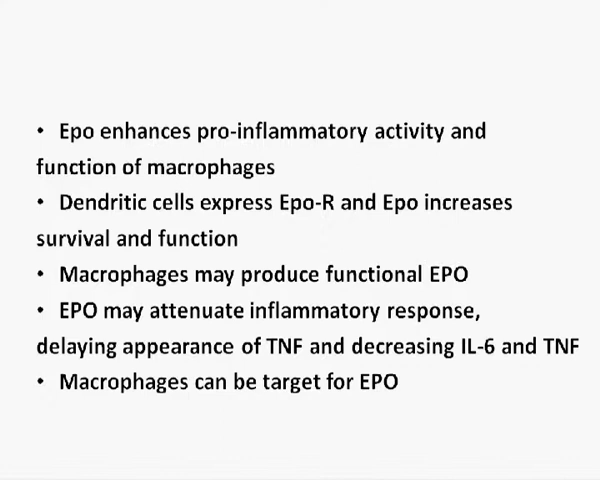 • Epo enhances pro-inflammatory activity and
function of macrophages
• Dendritic cells express Epo-R and Epo increases
survival and function
• Macrophages may produce functional EPO
• EPO may attenuate inflammatory response,
delaying appearance of TNF and decreasing IL-6 and TNF
• Macrophages can be target for EPO